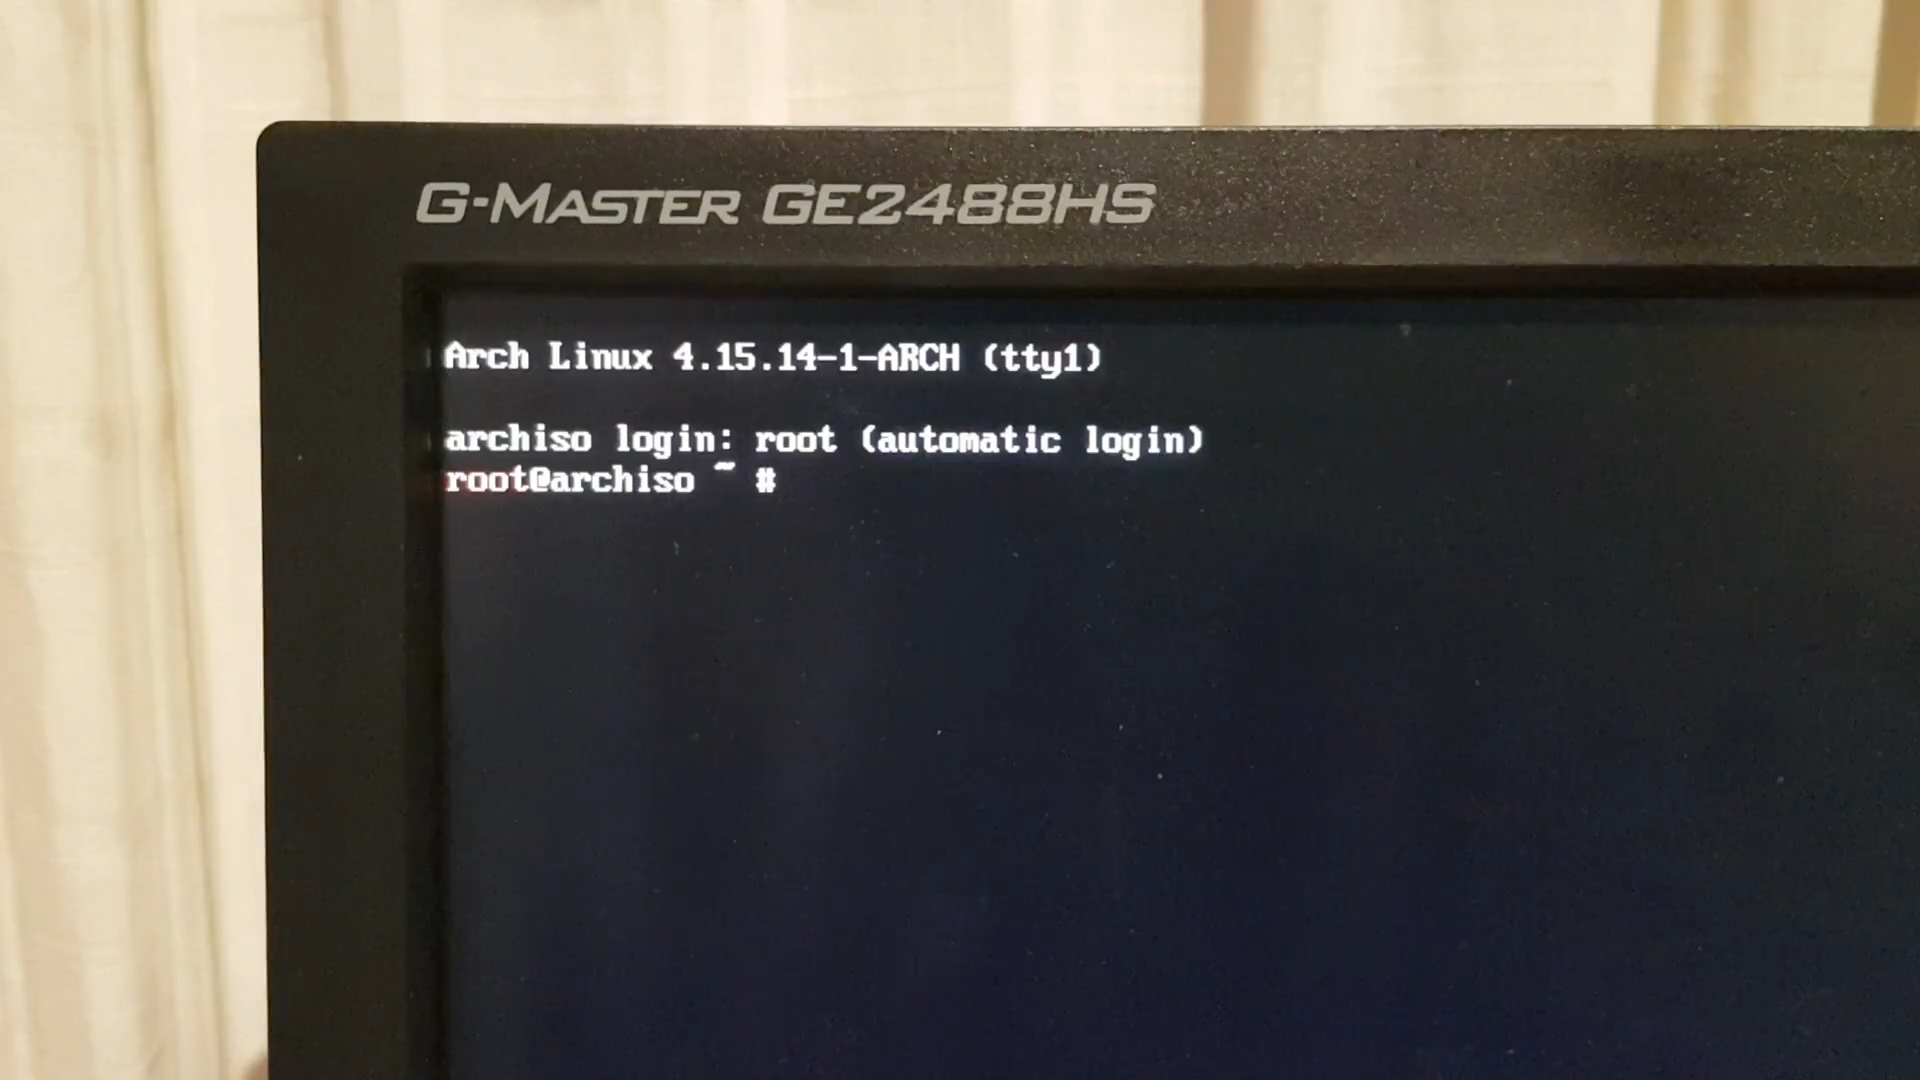 G-MASTER GE2488HS
Arch Linux 4.15.14-1-ARCH (tty1)
archiso login: root (automatic login)
root@archiso ~ #